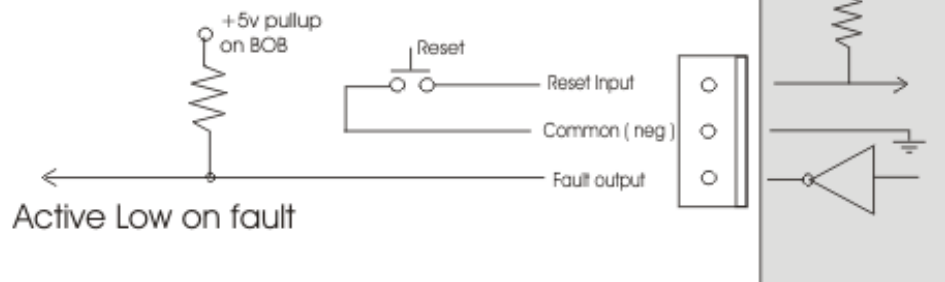 +5v pullup
on BOB
Reset
Reset Input
Common ( neg )
Fault output
Active Low on fault